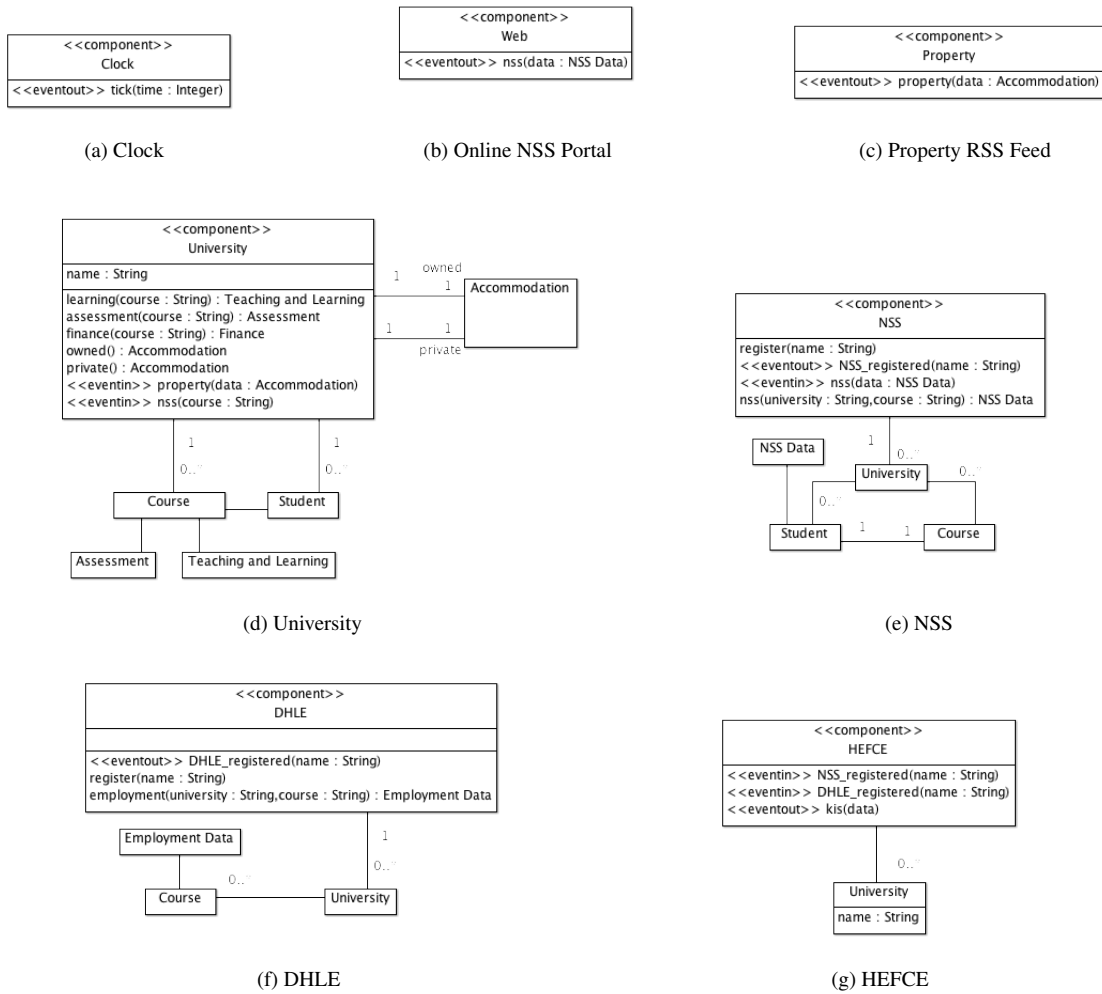 <<component>>
Clock
<<eventout>> tick(time : Integer)
(a) Clock
<<component>>
Web
<<eventout>> nss(data : NSS Data)
(b) Online NSS Portal
<<component>>
Property
<<eventout>> property(data : Accommodation)
(c) Property RSS Feed
<<component>>
University
name : String
learning(course : String) : Teaching and Learning
assessment(course : String) : Assessment
finance(course : String) : Finance
owned() : Accommodation
private() : Accommodation
<<eventin>> property(data : Accommodation)
<<eventin>> nss(course : String)
owned
1
1
Accommodation
1
1
private
1
0..*
1
0..*
Course
Student
Assessment
Teaching and Learning
(d) University
<<component>>
NSS
register(name : String)
<<eventout>> NSS_registered(name : String)
<<eventin>> nss(data : NSS Data)
nss(university : String,course : String) : NSS Data
1
0..*
NSS Data
University
0..*
0..*
Student
1
1
Course
(e) NSS
<<component>>
DHLE
<<eventout>> DHLE_registered(name : String)
register(name : String)
employment(university : String,course : String) : Employment Data
1
0..*
Employment Data
0..*
Course
University
(f) DHLE
<<component>>
HEFCE
<<eventin>> NSS_registered(name : String)
<<eventin>> DHLE_registered(name : String)
<<eventout>> kis(data)
0..*
University
name : String
(g) HEFCE